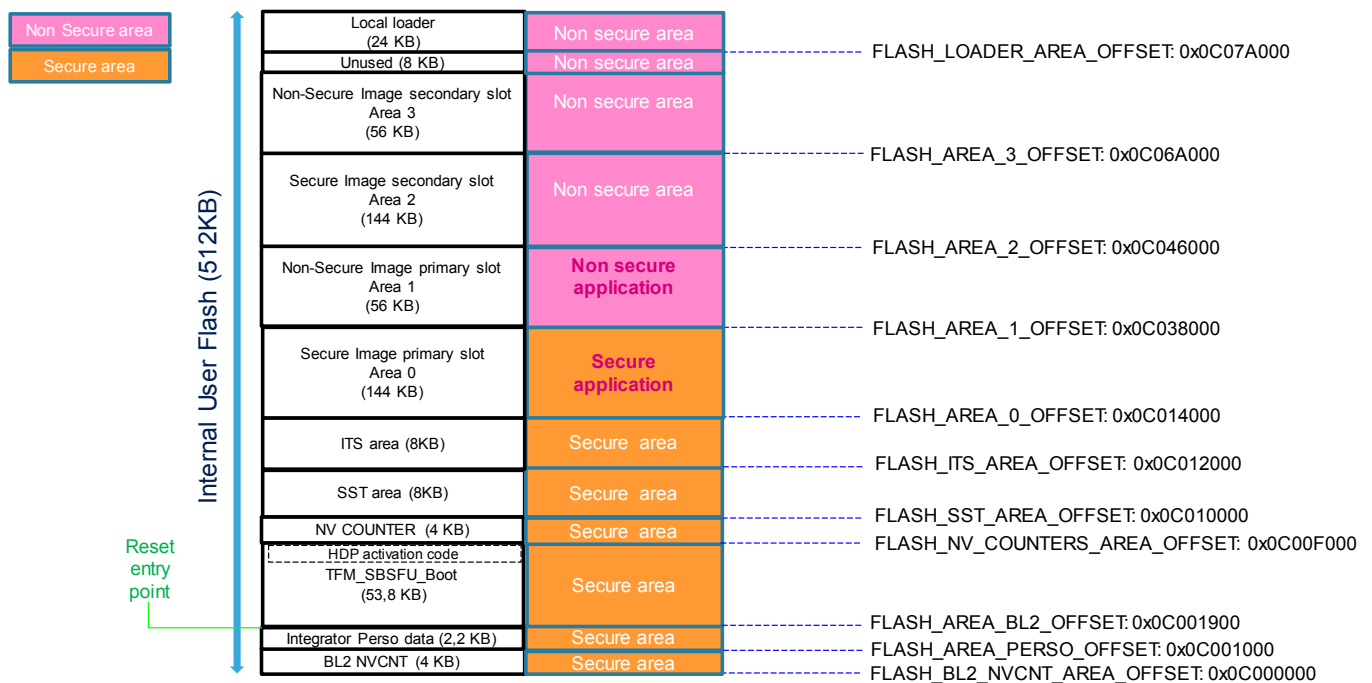 Non Secure area
Secure area
Internal User Flash (512KB)
Reset
entry
point
Local loader
(24 KB)
Non secure area
FLASH_LOADER_AREA_OFFSET: 0x0C07A000
Unused (8 KB)
Non secure area
Non-Secure Image secondary slot
Area 3
(56 KB)
Non secure area
FLASH_AREA_3_OFFSET: 0x0C06A000
Secure Image secondary slot
Area 2
(144 KB)
Non secure area
FLASH_AREA_2_OFFSET: 0x0C046000
Non-Secure Image primary slot
Area 1
(56 KB)
Non secure
application
FLASH_AREA_1_OFFSET: 0x0C038000
Secure Image primary slot
Area 0
(144 KB)
Secure
application
FLASH_AREA_0_OFFSET: 0x0C014000
ITS area (8KB)
Secure area
FLASH_ITS_AREA_OFFSET: 0x0C012000
SST area (8KB)
Secure area
FLASH_SST_AREA_OFFSET: 0x0C010000
NV COUNTER (4 KB)
Secure area
FLASH_NV_COUNTERS_AREA_OFFSET: 0x0C00F000
HDP activation code
TFM_SBSFU_Boot
(53,8 KB)
Secure area
FLASH_AREA_BL2_OFFSET: 0x0C001900
Integrator Perso data (2,2 KB)
Secure area
FLASH_AREA_PERSO_OFFSET: 0x0C001000
BL2 NVCNT (4 KB)
Secure area
FLASH_BL2_NVCNT_AREA_OFFSET: 0x0C000000